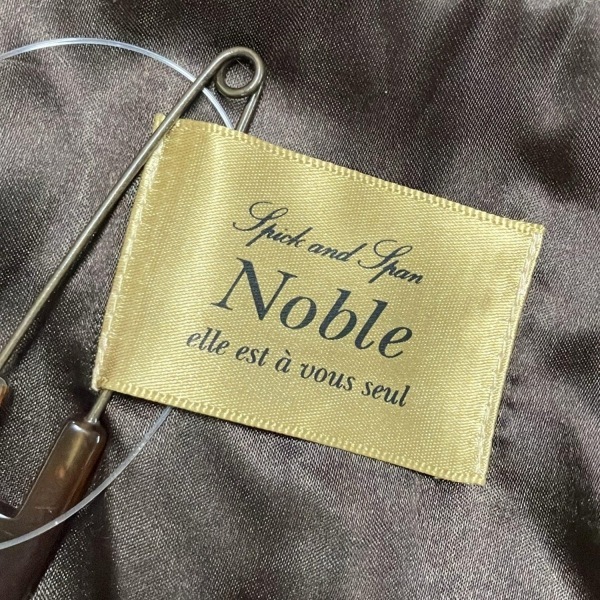 Spick and Span
Noble
elle est à vous seul